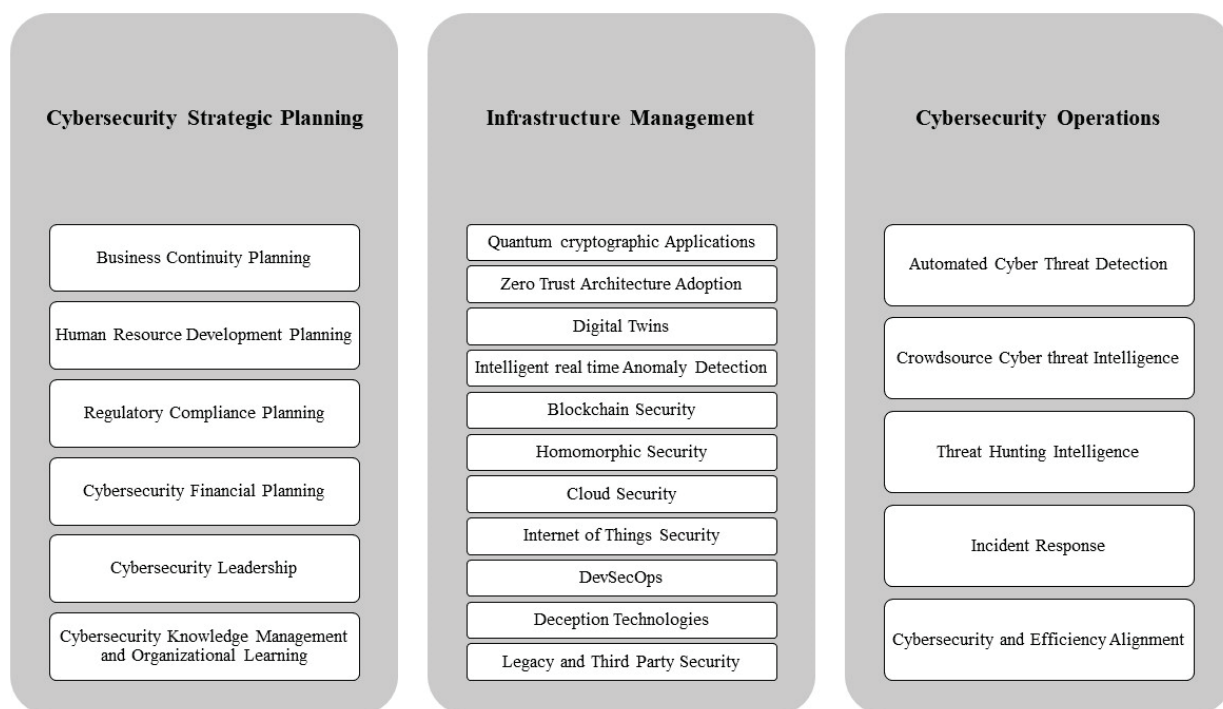 Cybersecurity Strategic Planning
Business Continuity Planning
Human Resource Development Planning
Regulatory Compliance Planning
Cybersecurity Financial Planning
Cybersecurity Leadership
Cybersecurity Knowledge Management
and Organizational Learning
Infrastructure Management
Quantum cryptographic Applications
Zero Trust Architecture Adoption
Digital Twins
Intelligent real time Anomaly Detection
Blockchain Security
Homomorphic Security
Cloud Security
Internet of Things Security
DevSecOps
Deception Technologies
Legacy and Third Party Security
Cybersecurity Operations
Automated Cyber Threat Detection
Crowdsource Cyber threat Intelligence
Threat Hunting Intelligence
Incident Response
Cybersecurity and Efficiency Alignment